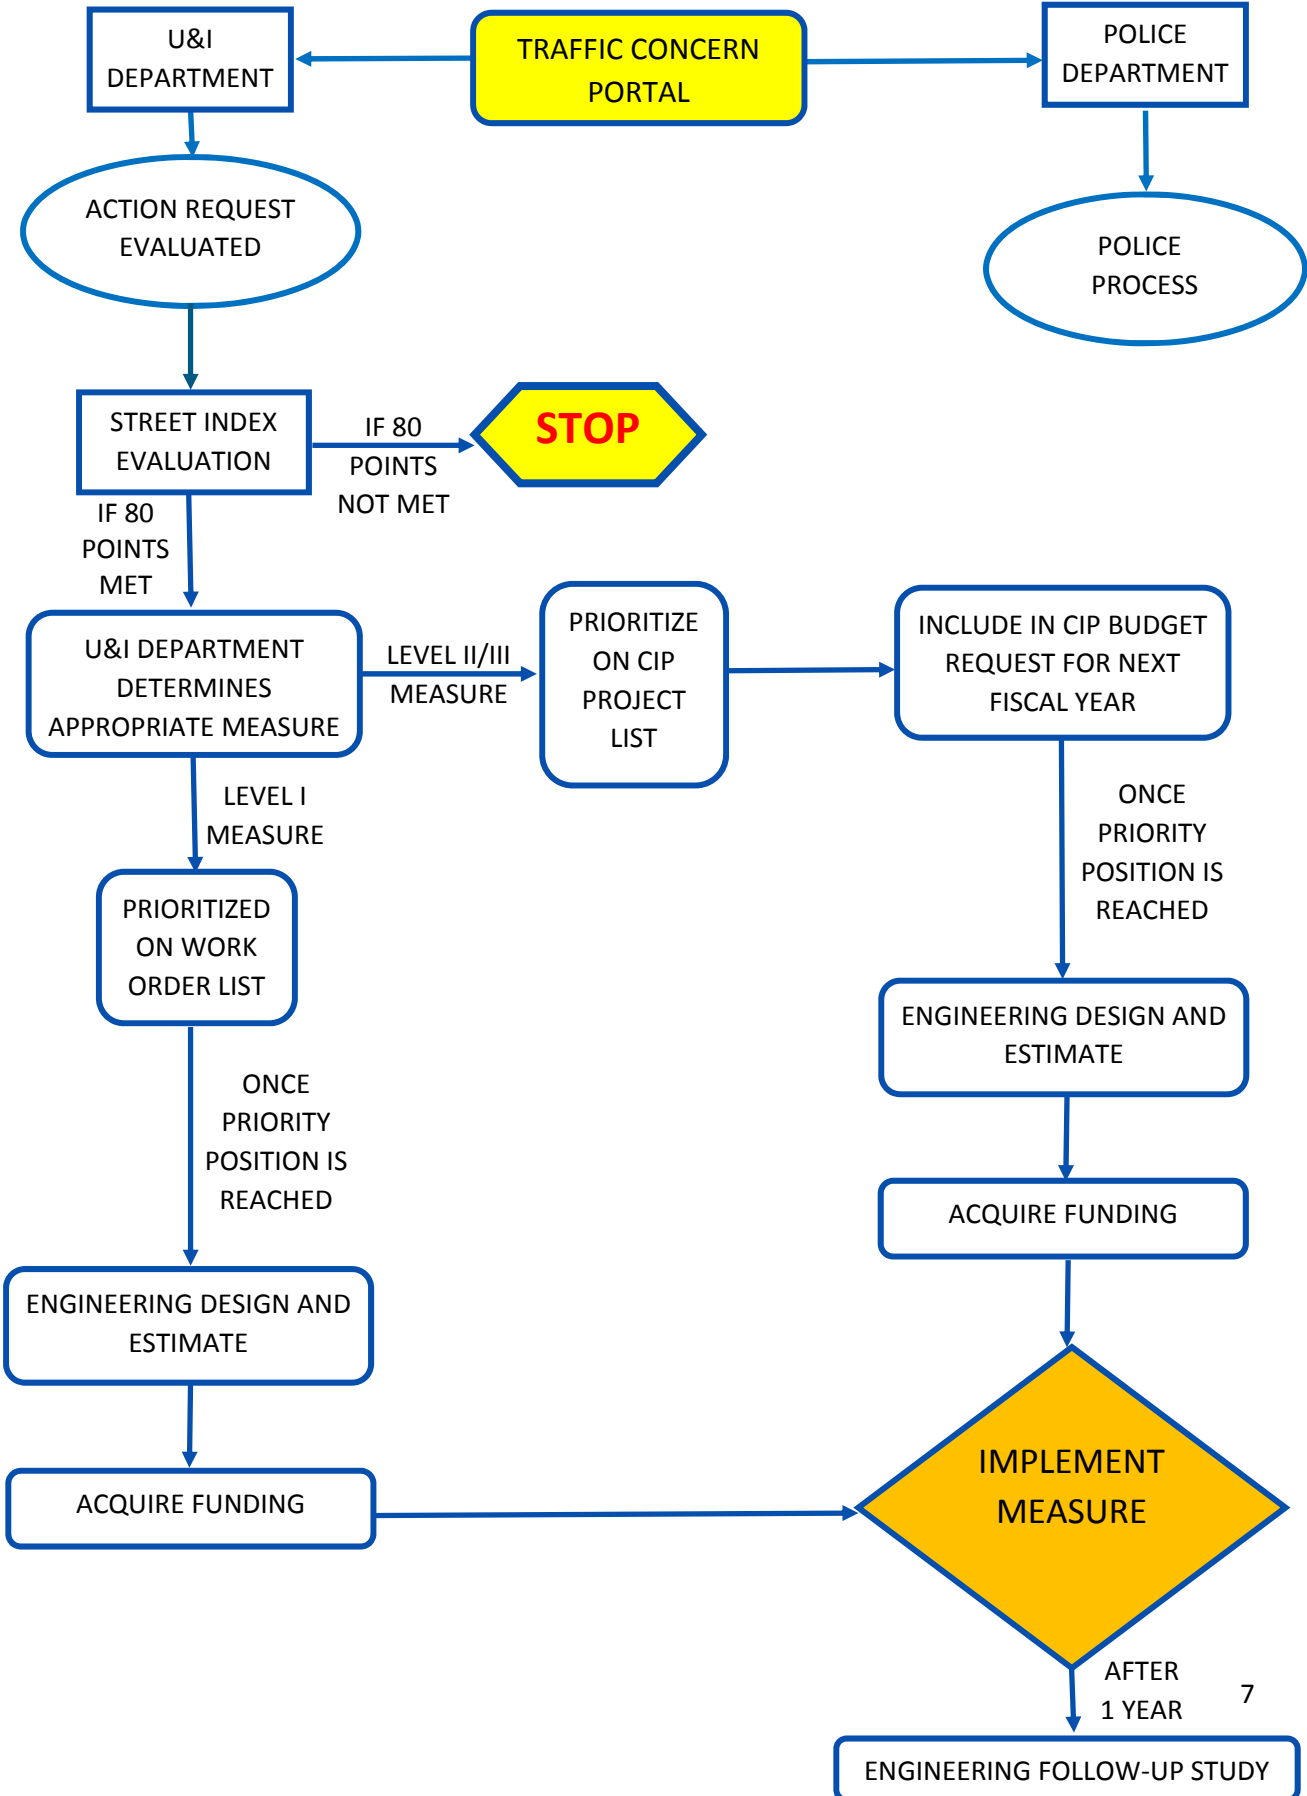 U&I
DEPARTMENT
TRAFFIC CONCERN
PORTAL
POLICE
DEPARTMENT
ACTION REQUEST
EVALUATED
POLICE
PROCESS
STREET INDEX
EVALUATION
IF 80
POINTS
NOT MET
STOP
IF 80
POINTS
MET
U&I DEPARTMENT
DETERMINES
APPROPRIATE MEASURE
LEVEL II/III
MEASURE
PRIORITIZE
ON CIP
PROJECT
LIST
INCLUDE IN CIP BUDGET
REQUEST FOR NEXT
FISCAL YEAR
LEVEL I
MEASURE
ONCE
PRIORITY
POSITION IS
REACHED
PRIORITIZED
ON WORK
ORDER LIST
ENGINEERING DESIGN AND
ESTIMATE
ONCE
PRIORITY
POSITION IS
REACHED
ACQUIRE FUNDING
ENGINEERING DESIGN AND
ESTIMATE
ACQUIRE FUNDING
IMPLEMENT
MEASURE
AFTER
1 YEAR
7
ENGINEERING FOLLOW-UP STUDY